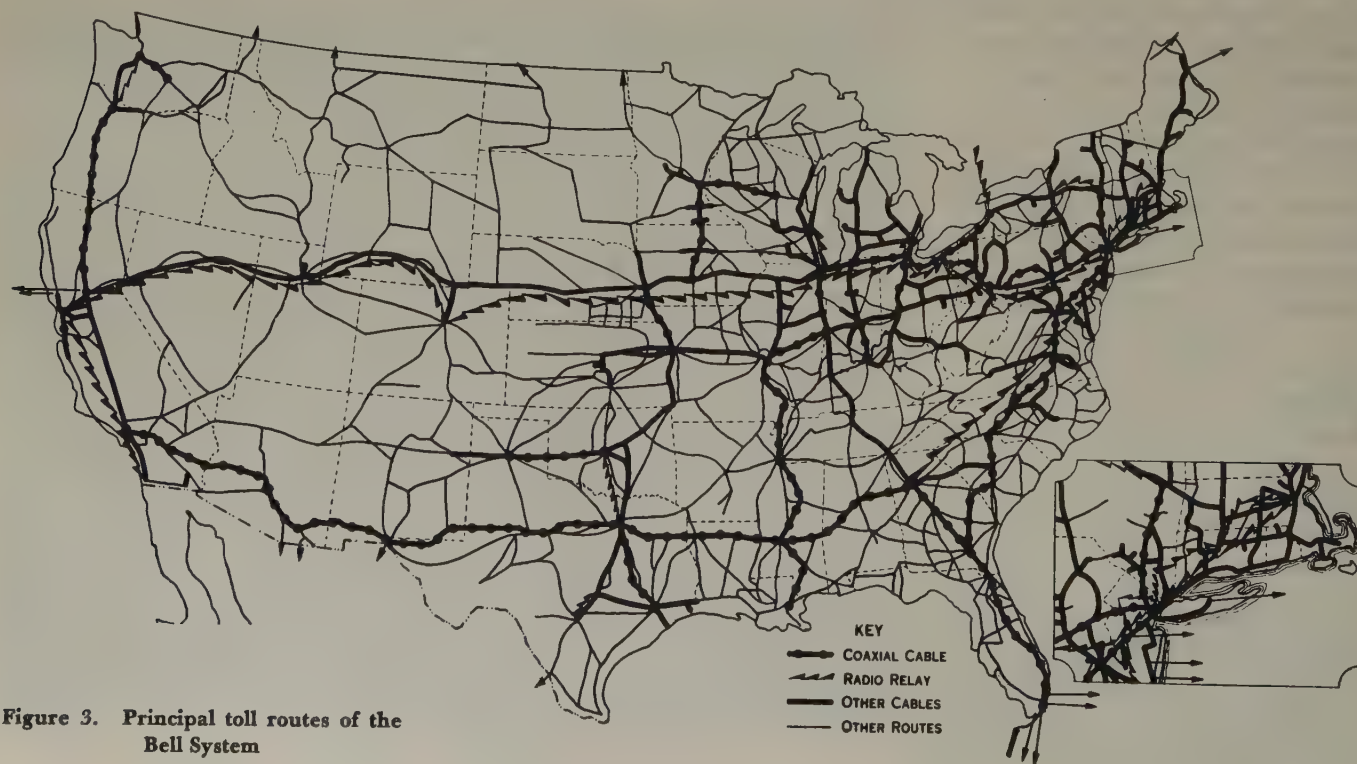 KEY
COAXIAL CABLE
RADIO RELAY
OTHER CABLES
OTHER ROUTES
Figure 3. Principal toll routes of the
Bell System